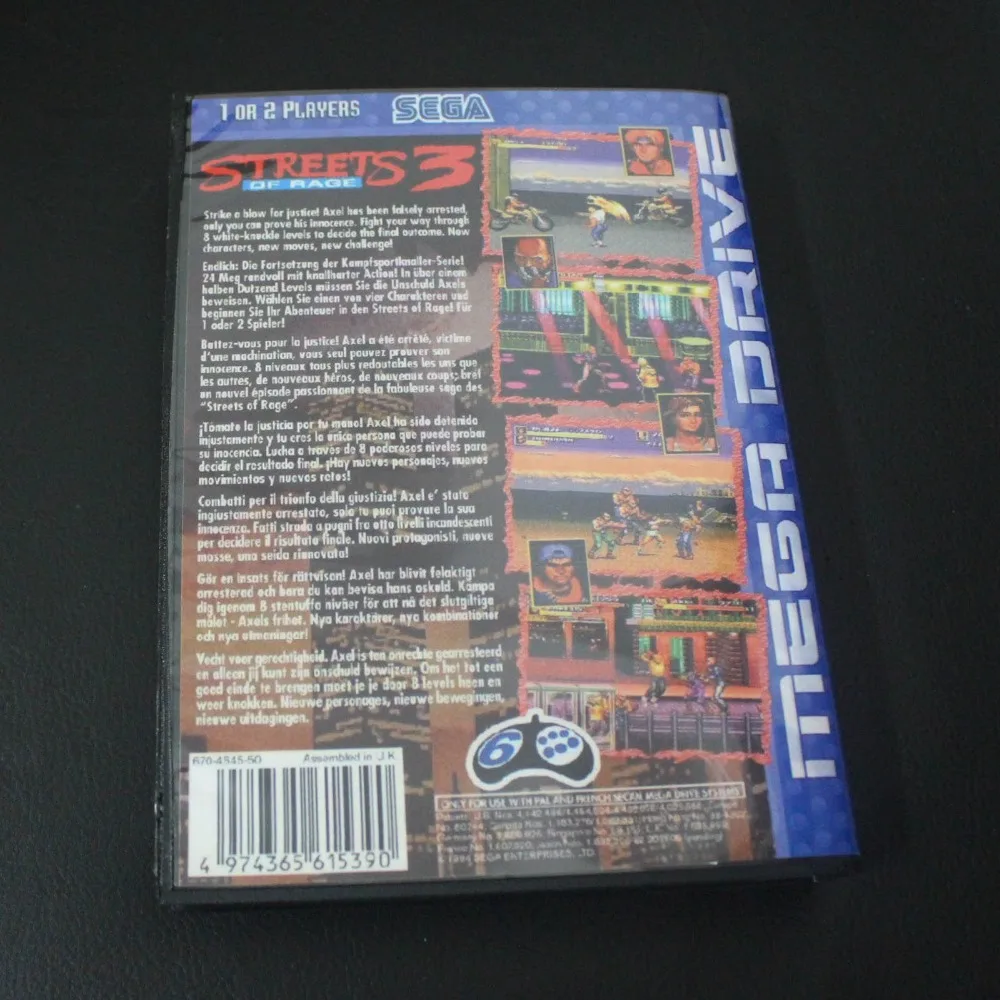 1 OR 2 PLAYERS
SEGA
STREETS 3
OF RAGE
Strike a blow for justice! Axel has been falsely arrested,
only you can prove his innocence. Fight your way through
8 white-knuckle levels to decide the final outcome. New
characters, new moves, new challenge!
Endlich: Die Fortsetzung der Kampfsportknaller-Serie!
24 Meg randvoll mit knallharter Action! In über einem
halben Dutzend Levels müssen Sie die Unschuld Axels
beweisen. Wählen Sie einen von vier Charakteren und
beginnen Sie Ihr Abenteuer in den Streets of Rage! Für
1 oder 2 Spieler!
Battez-vous pour la justice! Axel a été arrêté, victime
d'une machination, vous seul pouvez prouver son
innocence. 8 niveaux tous plus redoutables les uns que
les autres, de nouveaux héros, de nouveaux coups; bref
un nouvel épisode passionnant de la fabuleuse saga des
"Streets of Rage".
¡Tómate la justicia por tu mano! Axel ha sido detenido
injustamente y tu eres la única persona que puede probar
su inocencia. Lucha a través de 8 poderosos niveles para
decidir el resultado final. ¡Hay nuevos personajes, nuevos
movimientos y nuevos retos!
Combatti per il trionfo della giustizia! Axel e' stato
ingiustamente arrestato, solo tu puoi provare la sua
innocenza. Fatti strada a pugni fra otto livelli incandescenti
per decidere il risultato finale. Nuovi protagonisti, nuove
mosse, una seida rinnovata!
Gör en insats för rättvisan! Axel har blivit felaktigt
arresterad och bara du kan bevisa hans oskuld. Kampa
dig igenom 8 stentuffa nivåer för att nå det slutgiltiga
målet - Axels frihet. Nya karaktärer, nya kombinationer
och nya utmaningar!
Vecht voor gerechtigheid. Axel is ten onrechte gearresteerd
en alleen jij kunt zijn onschuld bewijzen. Om het tot een
goed einde te brengen moet je je door 8 levels heen en
weer knokken. Nieuwe personages, nieuwe bewegingen,
nieuwe uitdagingen.
MEGA DRIVE
6
670-4545-50 Assembled in U.K.
4 974365 615390
ONLY FOR USE WITH PAL AND FRENCH SECAM MEGA DRIVE SYSTEMS
© 1994 SEGA ENTERPRISES, LTD.